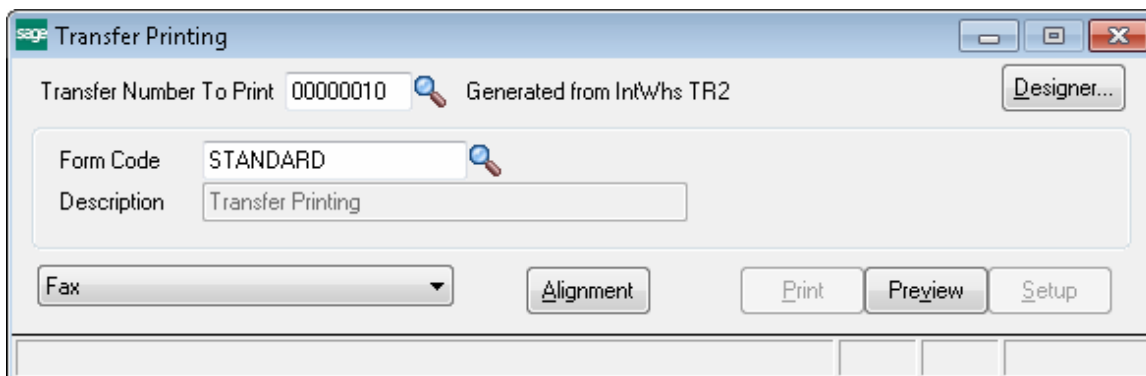 sage Transfer Printing
Transfer Number To Print 00000010 Generated from IntWhs TR2 Designer...
Form Code STANDARD
Description Transfer Printing
Fax Alignment Print Preview Setup